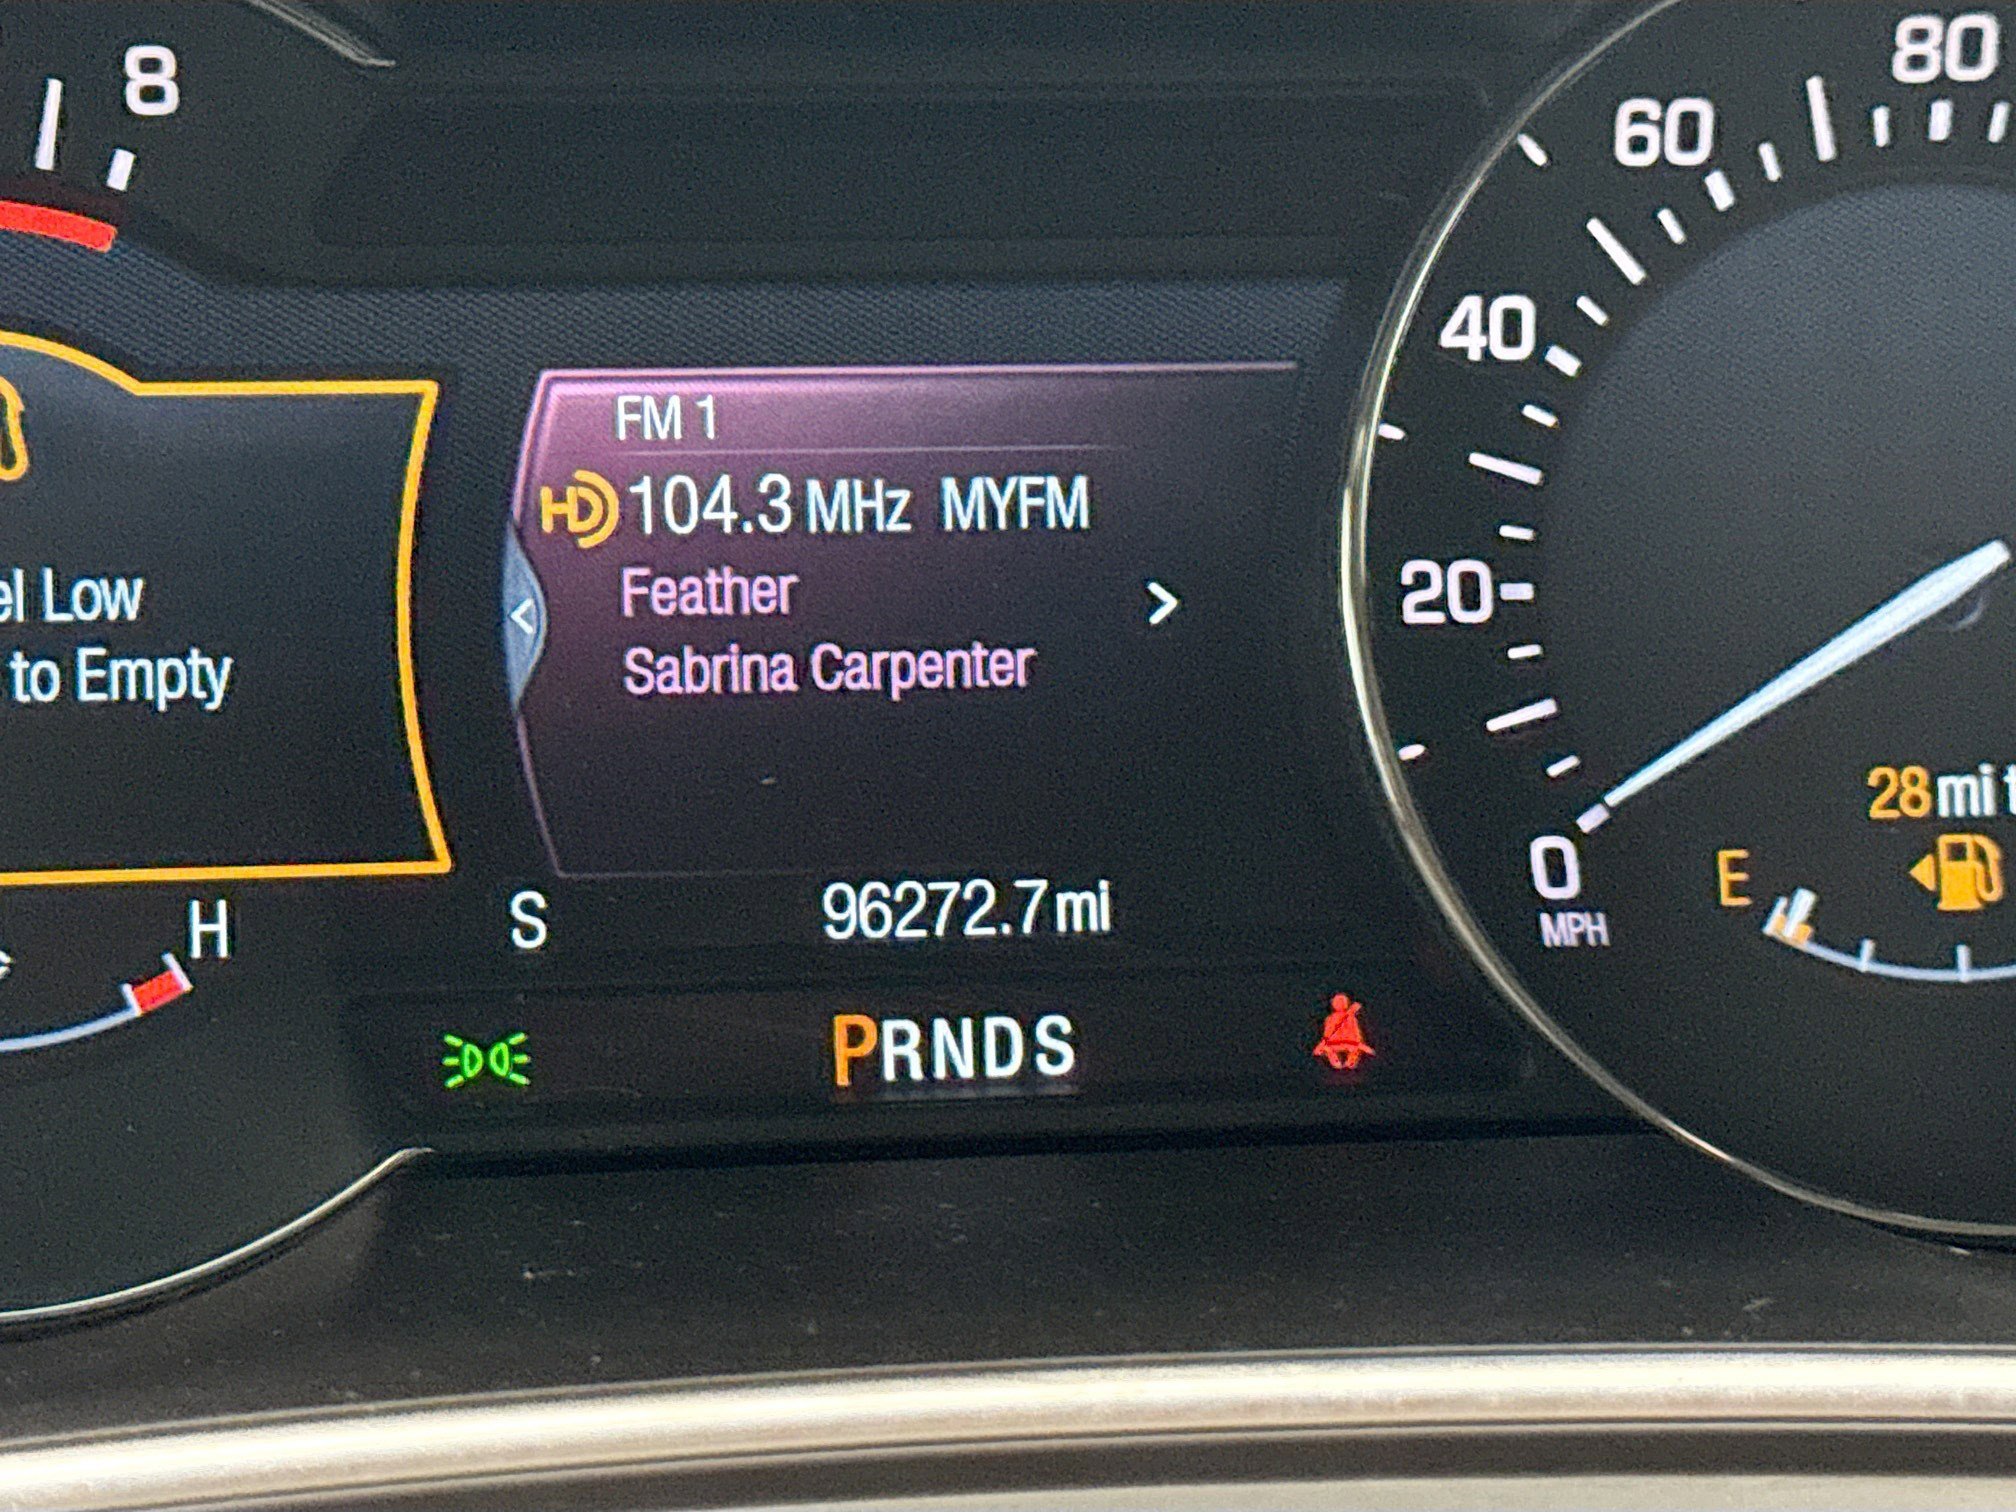 8
80
60
40
20
0
MPH
FM 1
HD 104.3 MHz MYFM
Feather
Sabrina Carpenter
Low
to Empty
28 mi
E
H
S
96272.7 mi
PRNDS